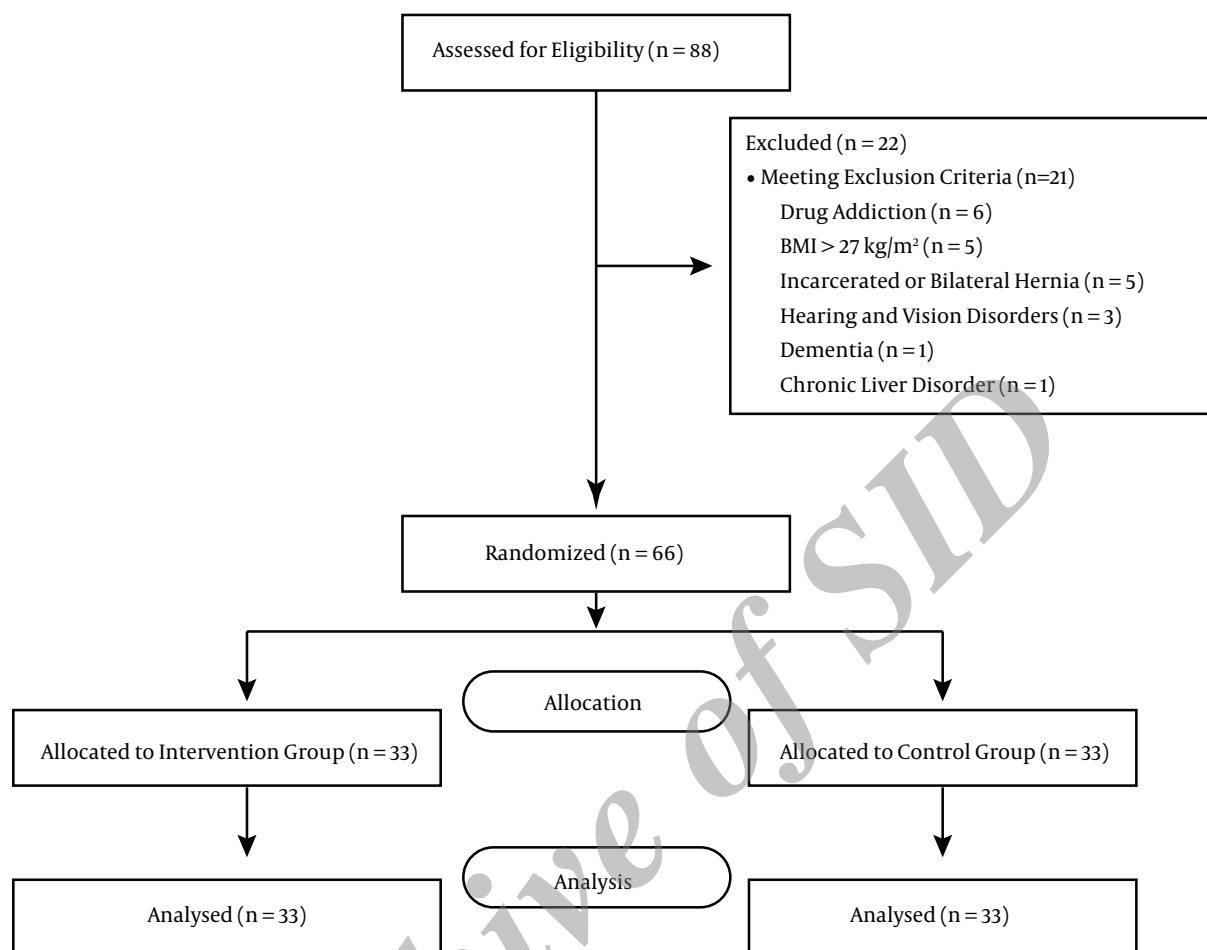 Assessed for Eligibility (n = 88)
Excluded (n = 22)
• Meeting Exclusion Criteria (n=21)
Drug Addiction (n = 6)
BMI > 27 kg/m² (n = 5)
Incarcerated or Bilateral Hernia (n = 5)
Hearing and Vision Disorders (n = 3)
Dementia (n = 1)
Chronic Liver Disorder (n = 1)
Randomized (n = 66)
Allocation
Allocated to Intervention Group (n = 33)
Allocated to Control Group (n = 33)
Analysis
Analysed (n = 33)
Analysed (n = 33)
hive of SID